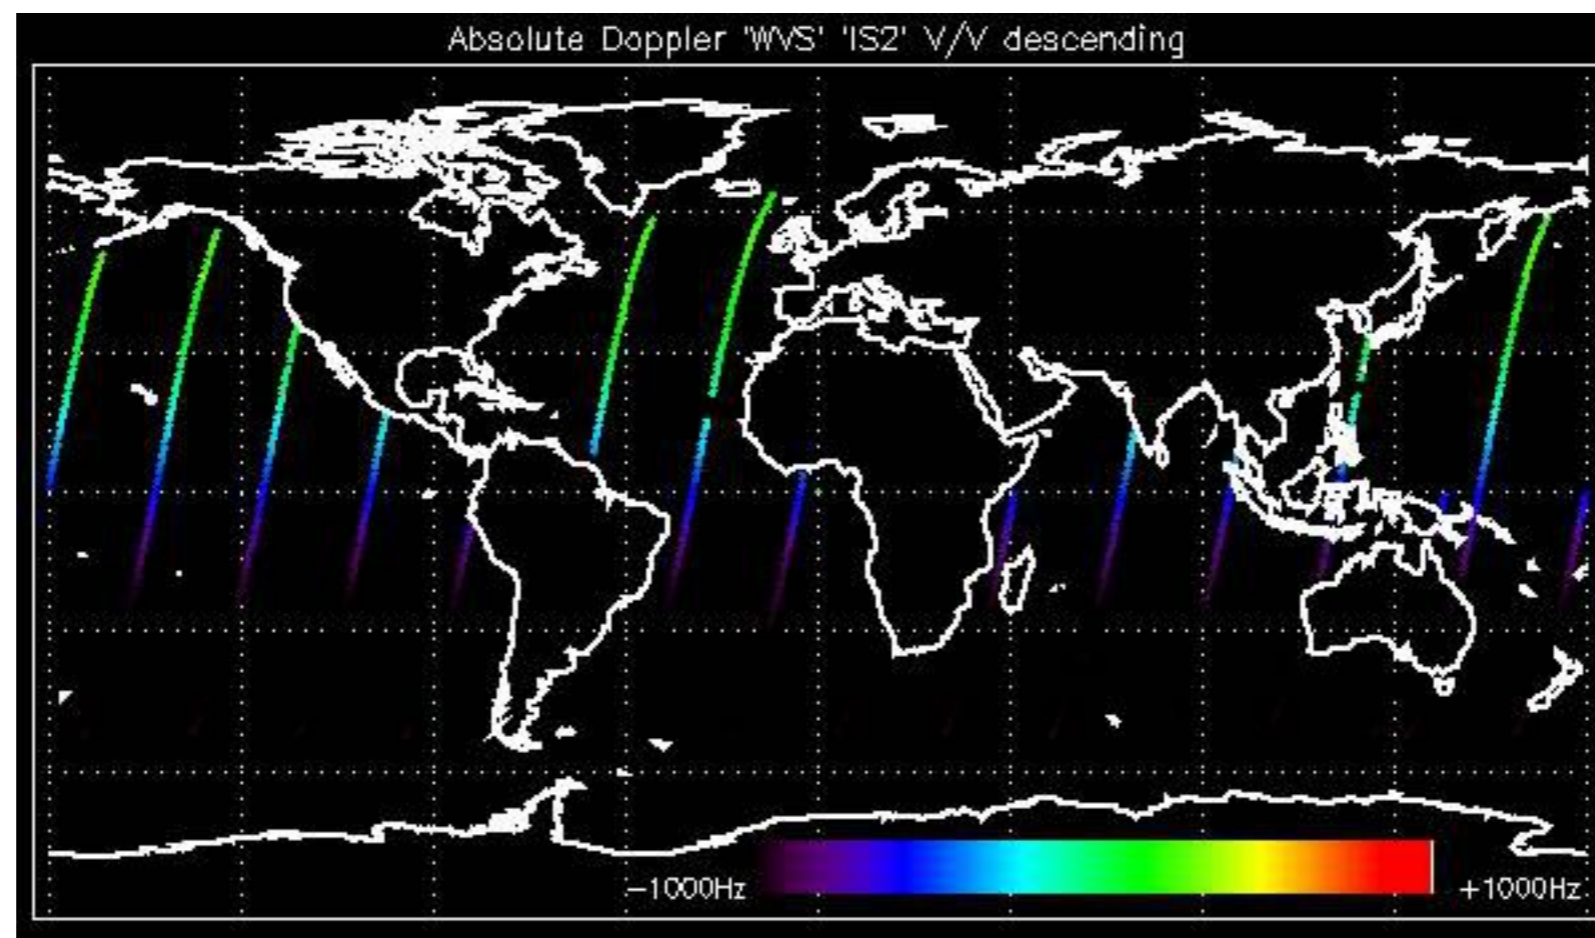 Absolute Doppler 'WVS' 'IS2' V/V descending
−1000Hz +1000Hz